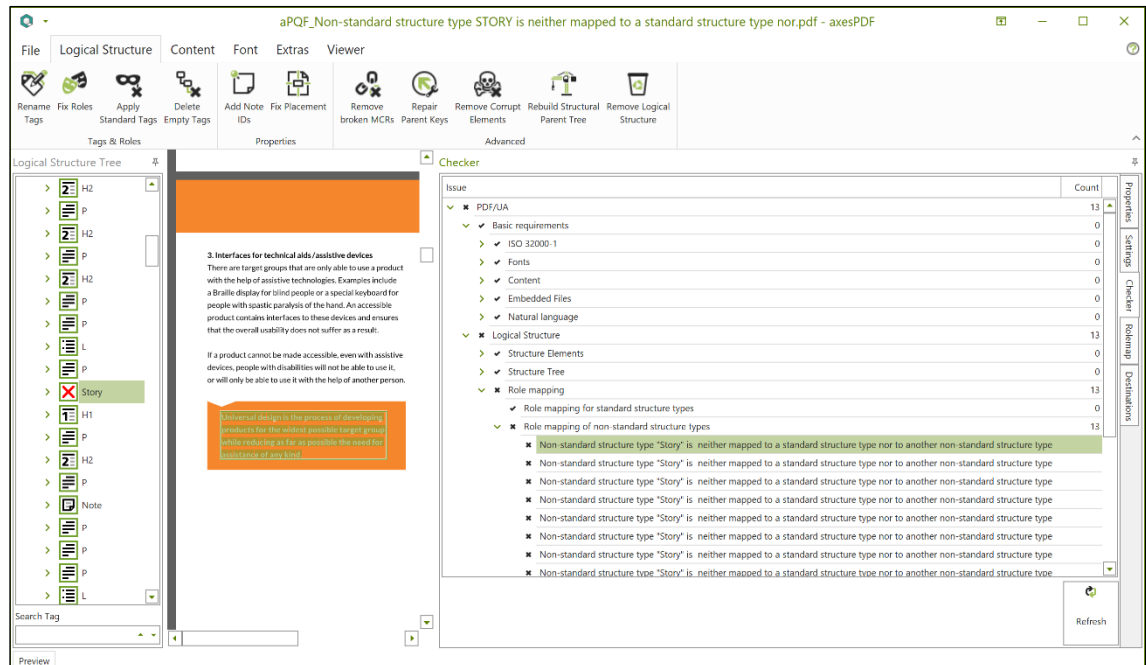 aPQF_Non-standard structure type STORY is neither mapped to a standard structure type nor.pdf - axesPDF
File Logical Structure Content Font Extras Viewer
Rename Tags
Fix Roles
Apply Standard Tags
Delete Empty Tags
Add Note IDs
Fix Placement
Remove broken MCRs
Repair Parent Keys
Remove Corrupt Elements
Rebuild Structural Parent Tree
Remove Logical Structure
Tags & Roles
Properties
Advanced
Logical Structure Tree
H2
P
H2
P
H2
P
P
L
P
Story
H1
P
H2
P
Note
P
P
P
L
Search Tag
Preview
3. Interfaces for technical aids/assistive devices
There are target groups that are only able to use a product
with the help of assistive technologies. Examples include
a Braille display for blind people or a special keyboard for
people with spastic paralysis of the hand. An accessible
product contains interfaces to these devices and ensures
that the overall usability does not suffer as a result.
If a product cannot be made accessible, even with assistive
devices, people with disabilities will not be able to use it,
or will only be able to use it with the help of another person.
Universal design is the process of developing
products for the widest possible target group
while reducing as far as possible the need for
assistance of any kind.
Checker
Issue Count
PDF/UA 13
Basic requirements 0
ISO 32000-1 0
Fonts 0
Content 0
Embedded Files 0
Natural language 0
Logical Structure 13
Structure Elements 0
Structure Tree 0
Role mapping 13
Role mapping for standard structure types 0
Role mapping of non-standard structure types 13
Non-standard structure type "Story" is neither mapped to a standard structure type nor to another non-standard structure type
Non-standard structure type "Story" is neither mapped to a standard structure type nor to another non-standard structure type
Non-standard structure type "Story" is neither mapped to a standard structure type nor to another non-standard structure type
Non-standard structure type "Story" is neither mapped to a standard structure type nor to another non-standard structure type
Non-standard structure type "Story" is neither mapped to a standard structure type nor to another non-standard structure type
Non-standard structure type "Story" is neither mapped to a standard structure type nor to another non-standard structure type
Non-standard structure type "Story" is neither mapped to a standard structure type nor to another non-standard structure type
Non-standard structure type "Story" is neither mapped to a standard structure type nor to another non-standard structure type
Refresh
Properties
Settings
Checker
Rolemap
Destinations